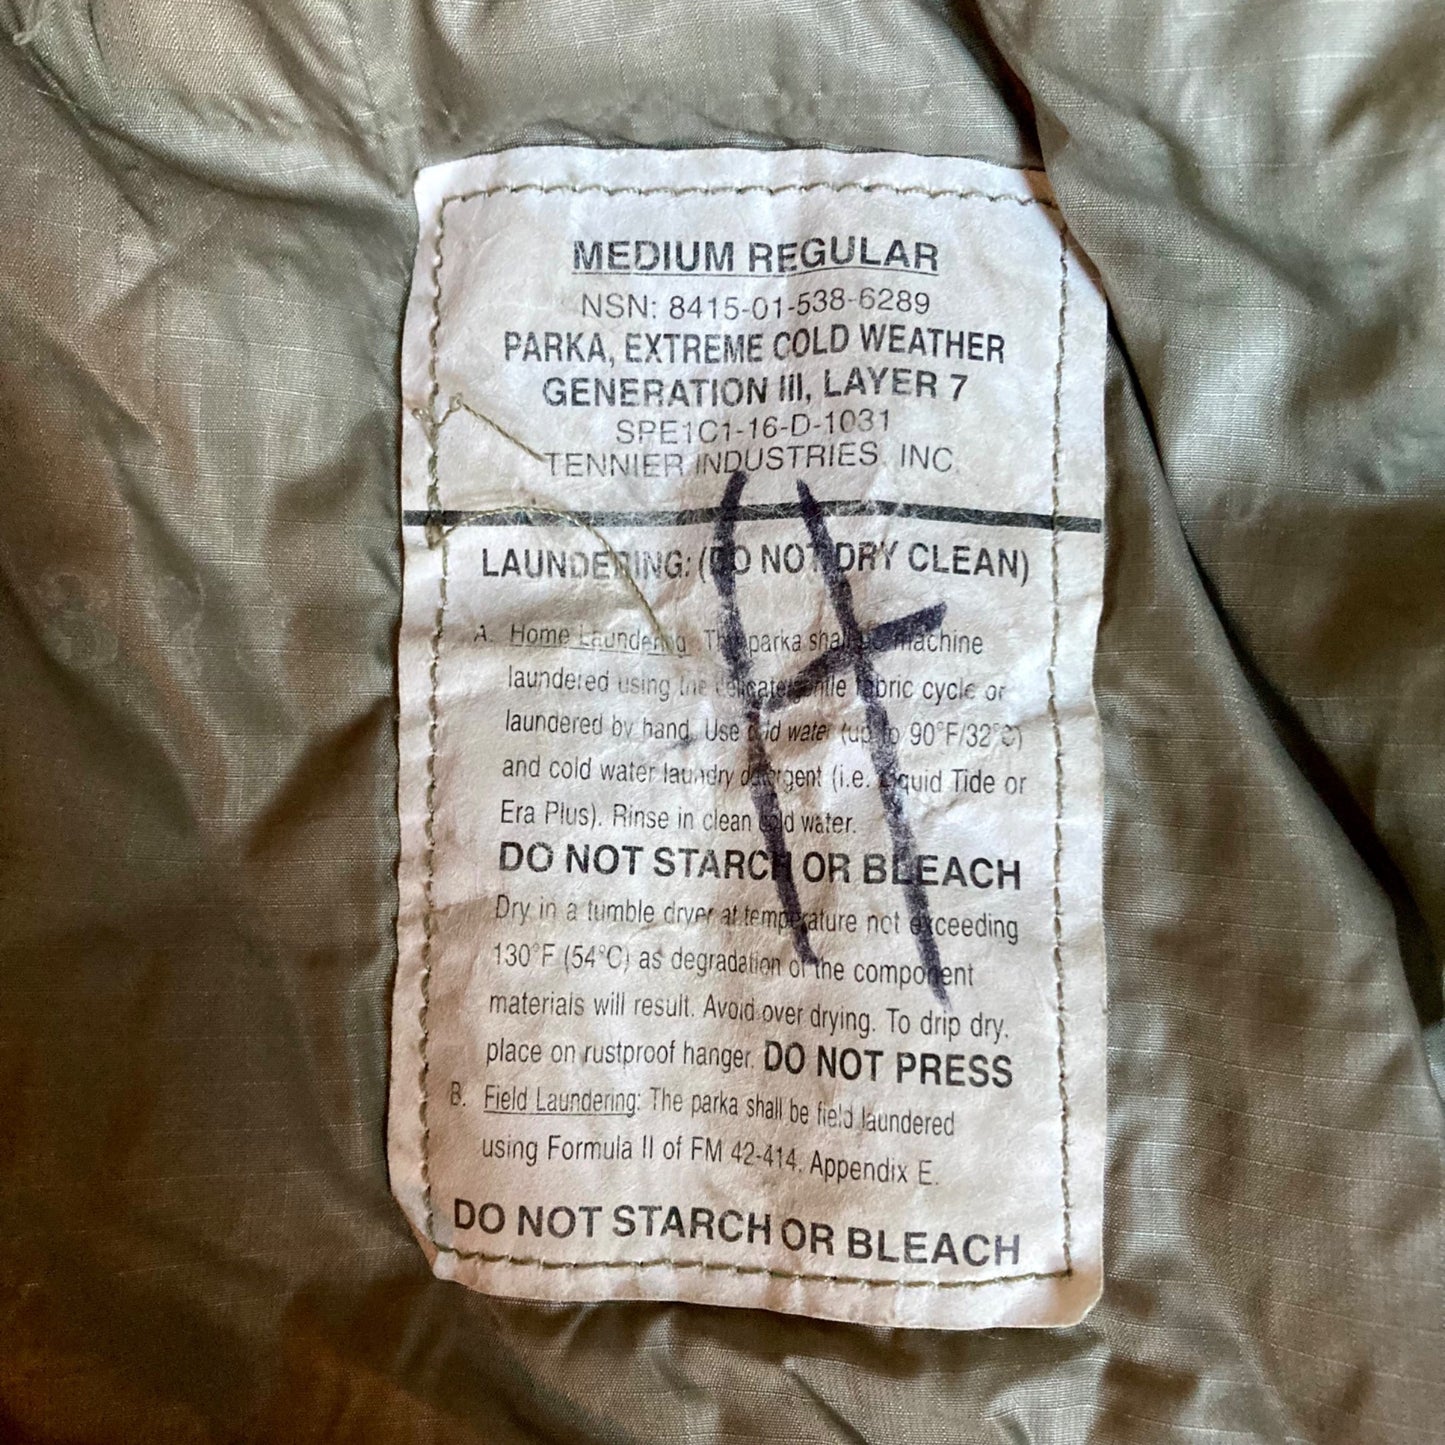 MEDIUM REGULAR
NSN: 8415-01-538-6289
PARKA, EXTREME COLD WEATHER
GENERATION III, LAYER 7
SPE1C1-16-D-1031
TENNIER INDUSTRIES, INC.
LAUNDERING: (DO NOT DRY CLEAN)
A. Home Laundering: The parka shall be machine
laundered using the delicate/gentle fabric cycle or
laundered by hand. Use cold water (up to 90°F/32°C)
and cold water laundry detergent (i.e. Liquid Tide or
Era Plus). Rinse in clean cold water.
DO NOT STARCH OR BLEACH
Dry in a tumble dryer at temperature not exceeding
130°F (54°C) as degradation of the component
materials will result. Avoid over drying. To drip dry,
place on rustproof hanger. DO NOT PRESS
B. Field Laundering: The parka shall be field laundered
using Formula II of FM 42-414, Appendix E.
DO NOT STARCH OR BLEACH
H